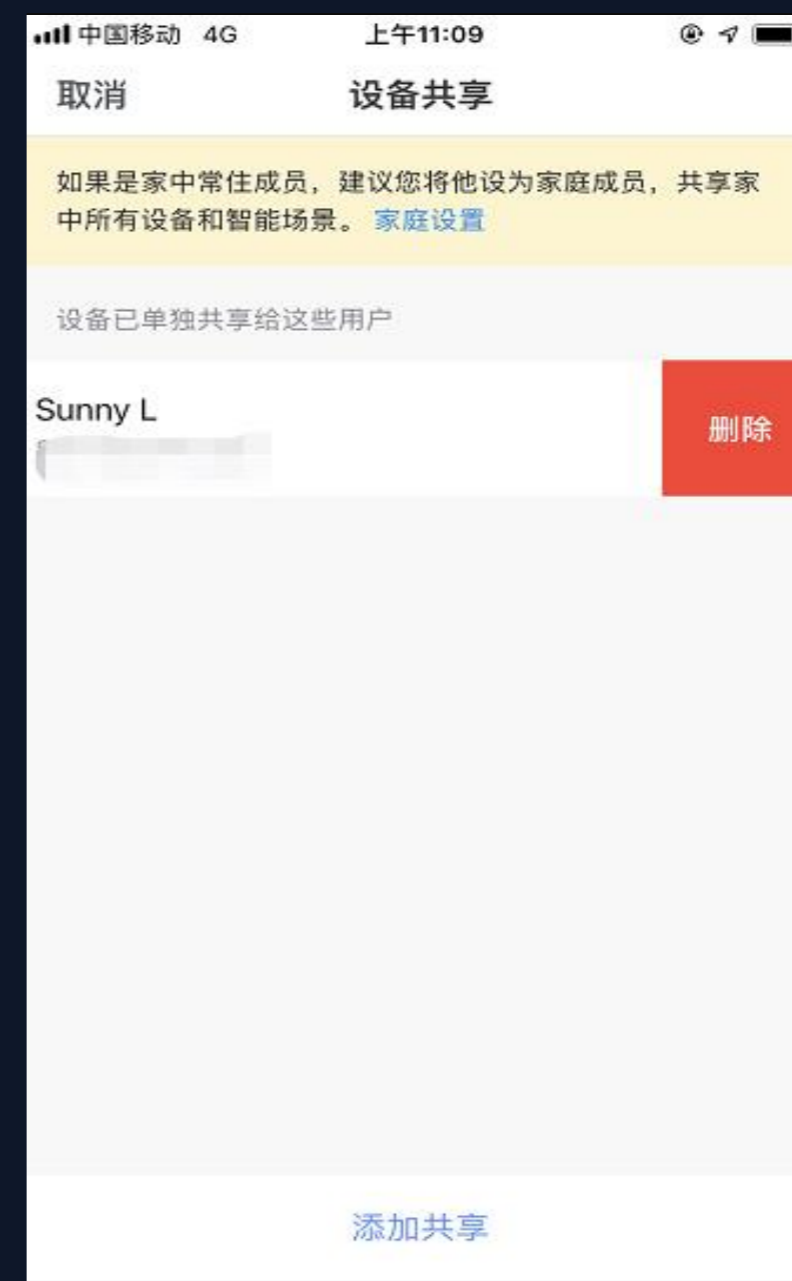 中国移动 4G 上午11:09
取消 设备共享
如果是家中常住成员，建议您将他设为家庭成员，共享家
中所有设备和智能场景。 家庭设置
设备已单独共享给这些用户
Sunny L
删除
添加共享